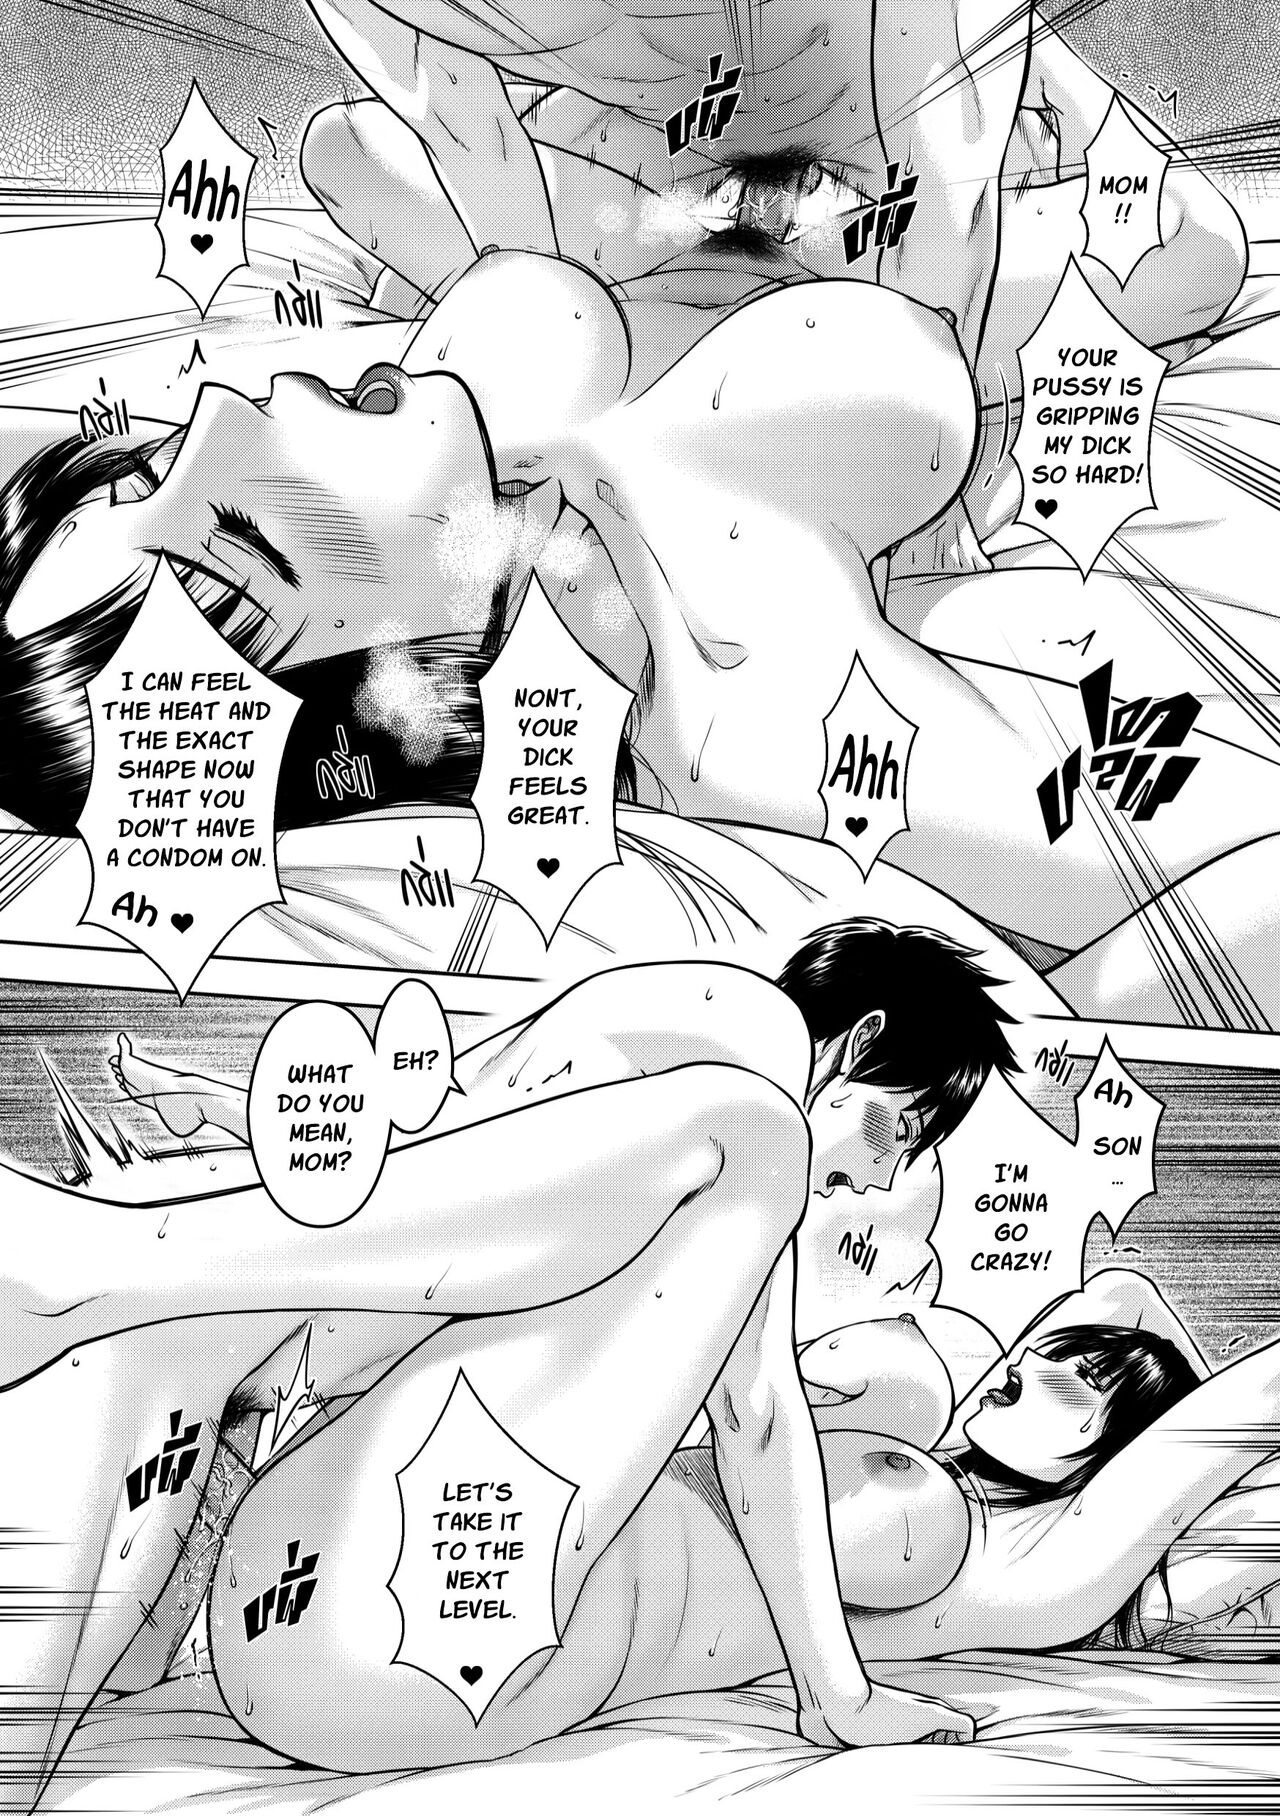 Ahh
MOM
!!
YOUR
PUSSY IS
GRIPPING
MY DICK
SO HARD!
I CAN FEEL
THE HEAT AND
THE EXACT
SHAPE NOW
THAT YOU
DON'T HAVE
A CONDOM ON.
Ah
NONT,
YOUR
DICK
FEELS
GREAT.
Ahh
EH?
WHAT
DO YOU
MEAN,
MOM?
Ah
SON
...
I'M
GONNA
GO
CRAZY!
LET'S
TAKE IT
TO THE
NEXT
LEVEL.